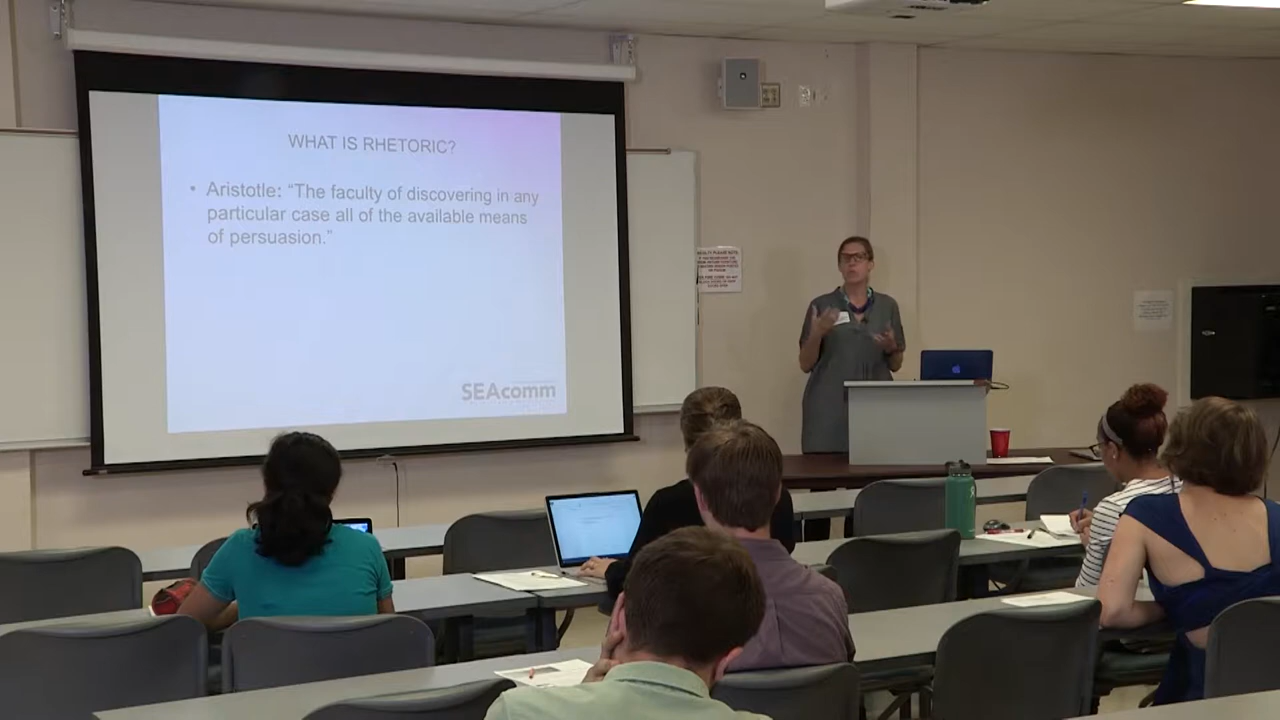 WHAT IS RHETORIC?
• Aristotle: “The faculty of discovering in any
particular case all of the available means
of persuasion.”
SEAcomm